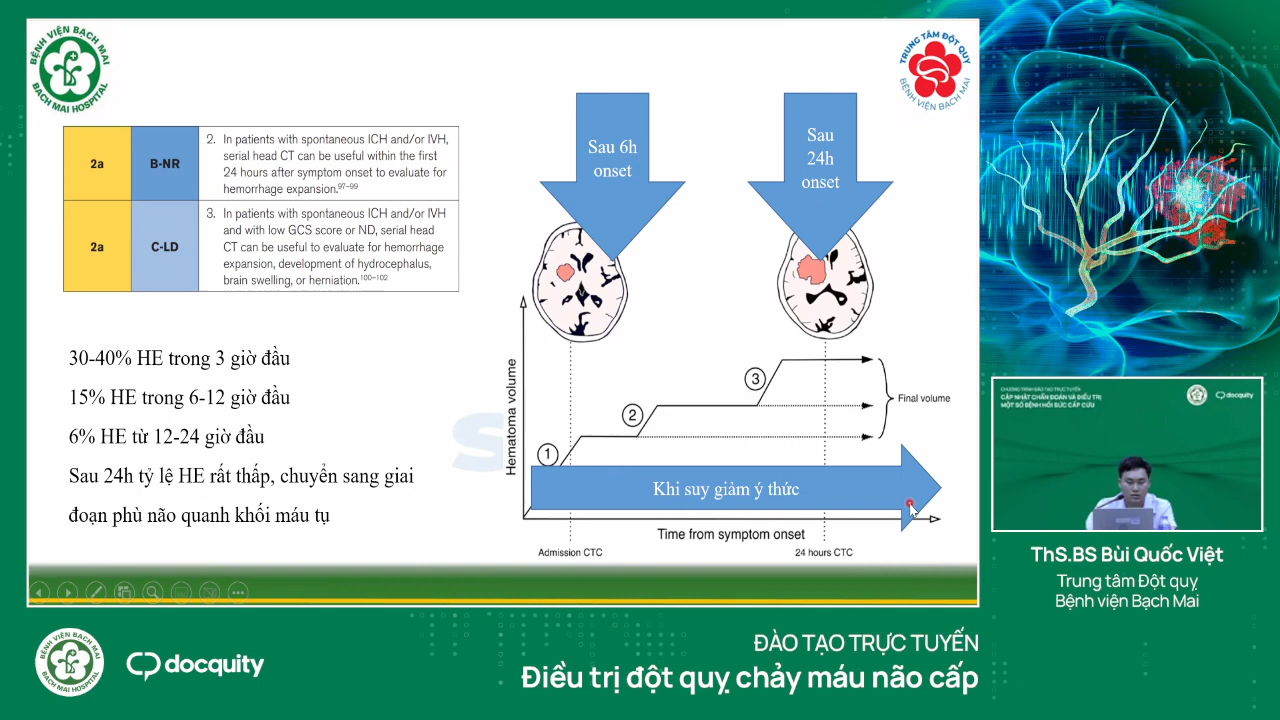 BỆNH VIỆN BẠCH MAI
BACH MAI HOSPITAL
TRUNG TÂM ĐỘT QUỴ
BỆNH VIỆN BẠCH MAI
2a
B-NR
2. In patients with spontaneous ICH and/or IVH,
serial head CT can be useful within the first
24 hours after symptom onset to evaluate for
hemorrhage expansion.97–99
2a
C-LD
3. In patients with spontaneous ICH and/or IVH
and with low GCS score or ND, serial head
CT can be useful to evaluate for hemorrhage
expansion, development of hydrocephalus,
brain swelling, or herniation.100–102
30-40% HE trong 3 giờ đầu
15% HE trong 6-12 giờ đầu
6% HE từ 12-24 giờ đầu
Sau 24h tỷ lệ HE rất thấp, chuyển sang giai
đoạn phù não quanh khối máu tụ
Sau 6h
onset
Sau
24h
onset
Hematoma volume
1
2
3
Final volume
Khi suy giảm ý thức
Time from symptom onset
Admission CTC
24 hours CTC
CHƯƠNG TRÌNH ĐÀO TẠO TRỰC TUYẾN
CẬP NHẬT CHẨN ĐOÁN VÀ ĐIỀU TRỊ
MỘT SỐ BỆNH HỒI SỨC CẤP CỨU
docquity
ThS.BS Bùi Quốc Việt
Trung tâm Đột quỵ
Bệnh viện Bạch Mai
BỆNH VIỆN BẠCH MAI
BACH MAI HOSPITAL
docquity
ĐÀO TẠO TRỰC TUYẾN
Điều trị đột quỵ chảy máu não cấp